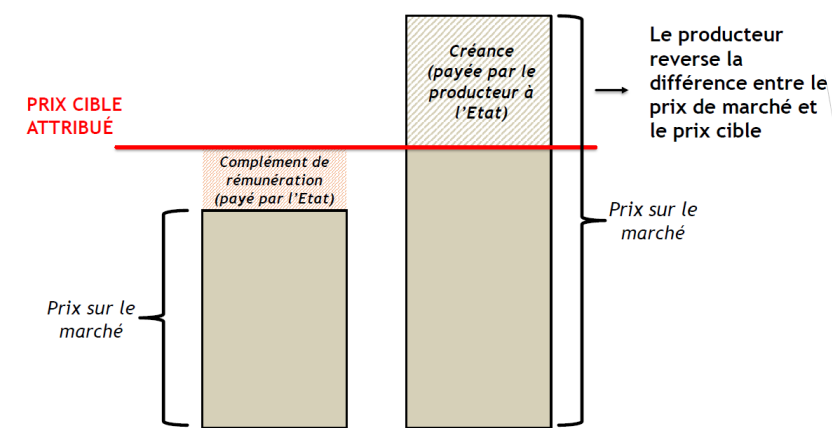 Le producteur
reverse la
différence entre le
prix de marché et
le prix cible
Créance
(payée par le
producteur à
l'Etat)
PRIX CIBLE
ATTRIBUÉ
Complément de
rémunération
(payé par l'Etat)
Prix sur le
marché
Prix sur le
marché